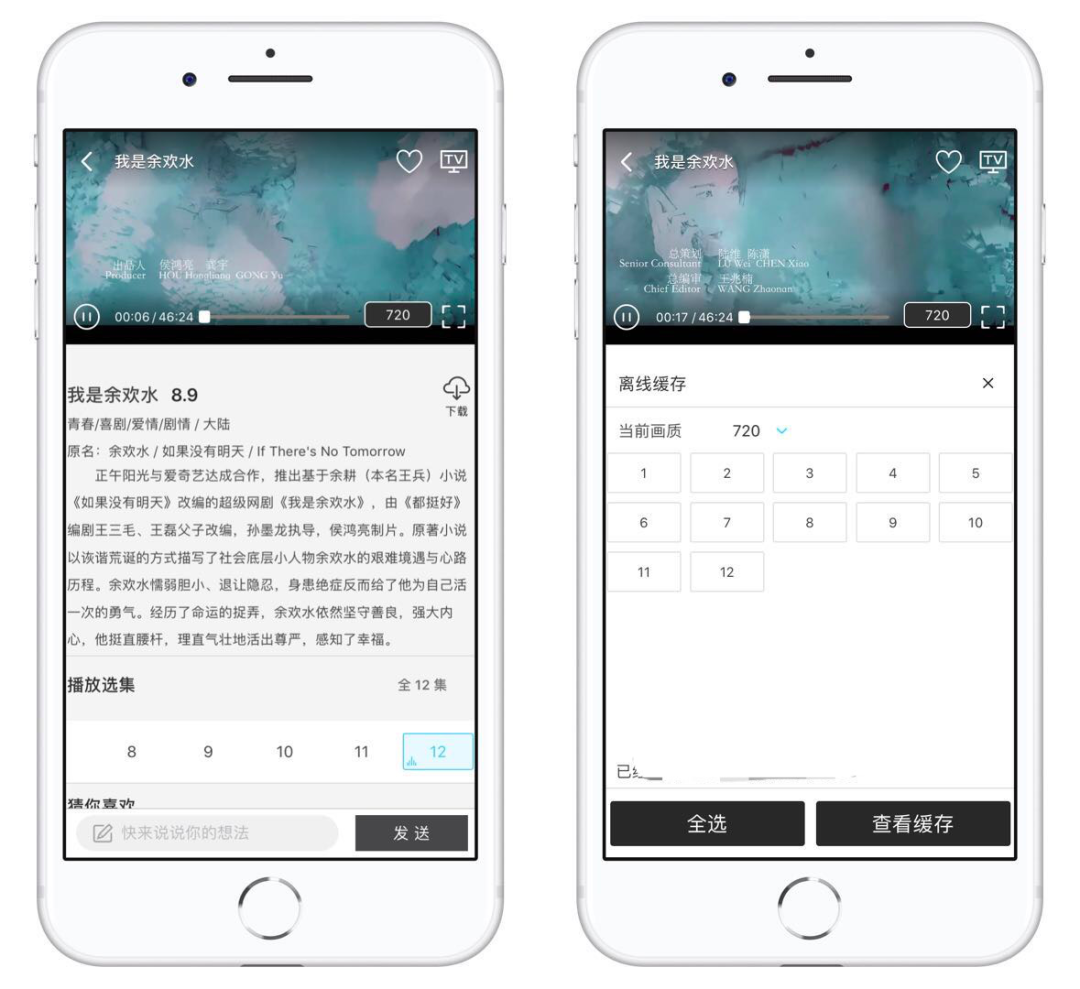 我是余欢水
TV
出品人 侯鸿亮 龚宇
Producer HOU Hongliang GONG Yu
00:06 / 46:24
720
我是余欢水 8.9
下载
青春/喜剧/爱情/剧情 / 大陆
原名：余欢水 / 如果没有明天 / If There's No Tomorrow
正午阳光与爱奇艺达成合作，推出基于余耕（本名王兵）小说
《如果没有明天》改编的超级网剧《我是余欢水》，由《都挺好》
编剧王三毛、王磊父子改编，孙墨龙执导，侯鸿亮制片。原著小说
以诙谐荒诞的方式描写了社会底层小人物余欢水的艰难境遇与心路
历程。余欢水懦弱胆小、退让隐忍，身患绝症反而给了他为自己活
一次的勇气。经历了命运的捉弄，余欢水依然坚守善良，强大内
心，他挺直腰杆，理直气壮地活出尊严，感知了幸福。
播放选集
全 12 集
8 9 10 11 12
猜你喜欢
快来说说你的想法
发 送
我是余欢水
TV
总策划 陆维 陈潇
Senior Consultant LU Wei CHEN Xiao
总编审 王兆楠
Chief Editor WANG Zhaonan
00:17 / 46:24
720
离线缓存 ×
当前画质 720
1 2 3 4 5
6 7 8 9 10
11 12
已
全选
查看缓存